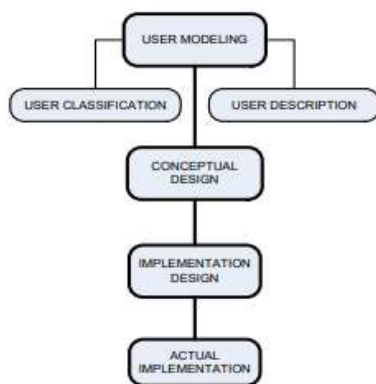 USER MODELING
USER CLASSIFICATION
USER DESCRIPTION
CONCEPTUAL
DESIGN
IMPLEMENTATION
DESIGN
ACTUAL
IMPLEMENTATION